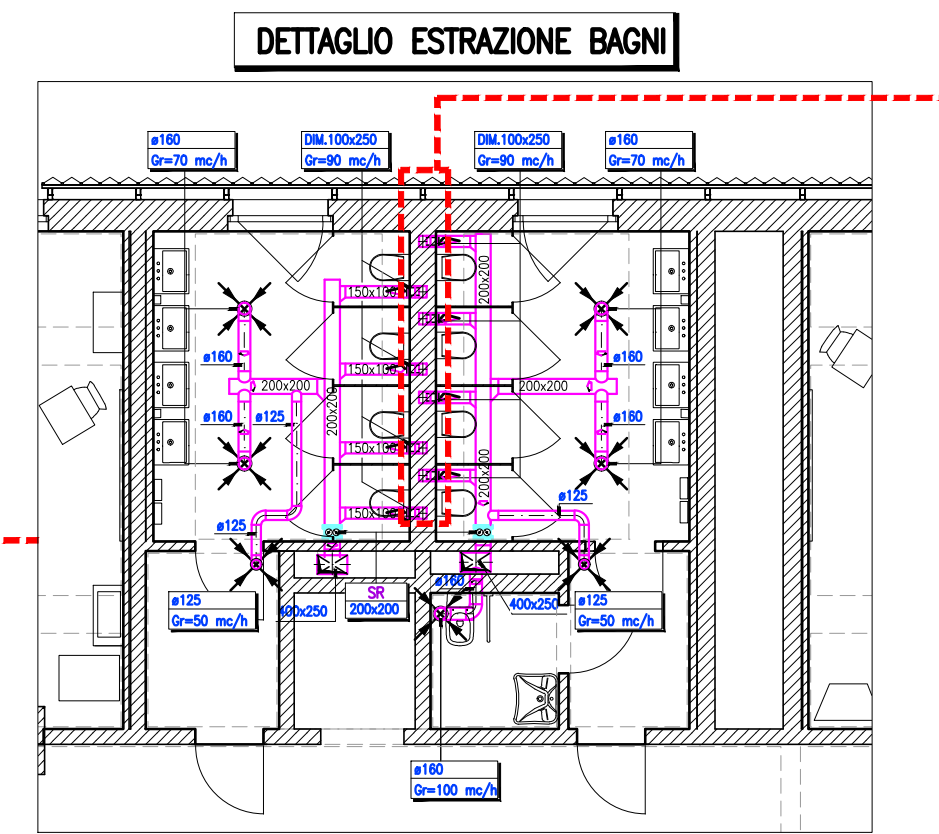 DETTAGLIO ESTRAZIONE BAGNI
ø160
Gr=70 mc/h
DIM.100x250
Gr=90 mc/h
DIM.100x250
Gr=90 mc/h
ø160
Gr=70 mc/h
200x200
150x100
ø160
ø160
150x100
200x200
200x200
200x200
ø160
ø125
ø160
150x100
200x200
150x100
ø125
ø125
ø160
SR
200x200
400x250
400x250
ø125
Gr=50 mc/h
ø125
Gr=50 mc/h
ø160
Gr=100 mc/h